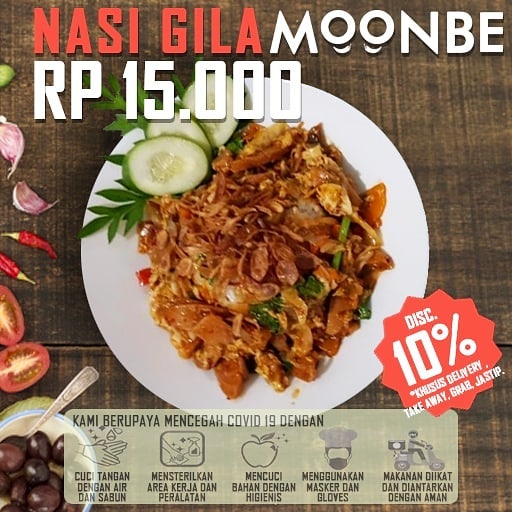 NASI GILA MOONBE
RP 15.000
DISC.
10%
*KHUSUS DELIVERY,
TAKE AWAY, GRAB, JASTIP.
KAMI BERUPAYA MENCEGAH COVID 19 DENGAN
CUCI TANGAN
DENGAN AIR
DAN SABUN
MENSTERILKAN
AREA KERJA DAN
PERALATAN
MENCUCI
BAHAN DENGAN
HIGIENIS
MENGGUNAKAN
MASKER DAN
GLOVES
MAKANAN DIIKAT
DAN DIANTARKAN
DENGAN AMAN